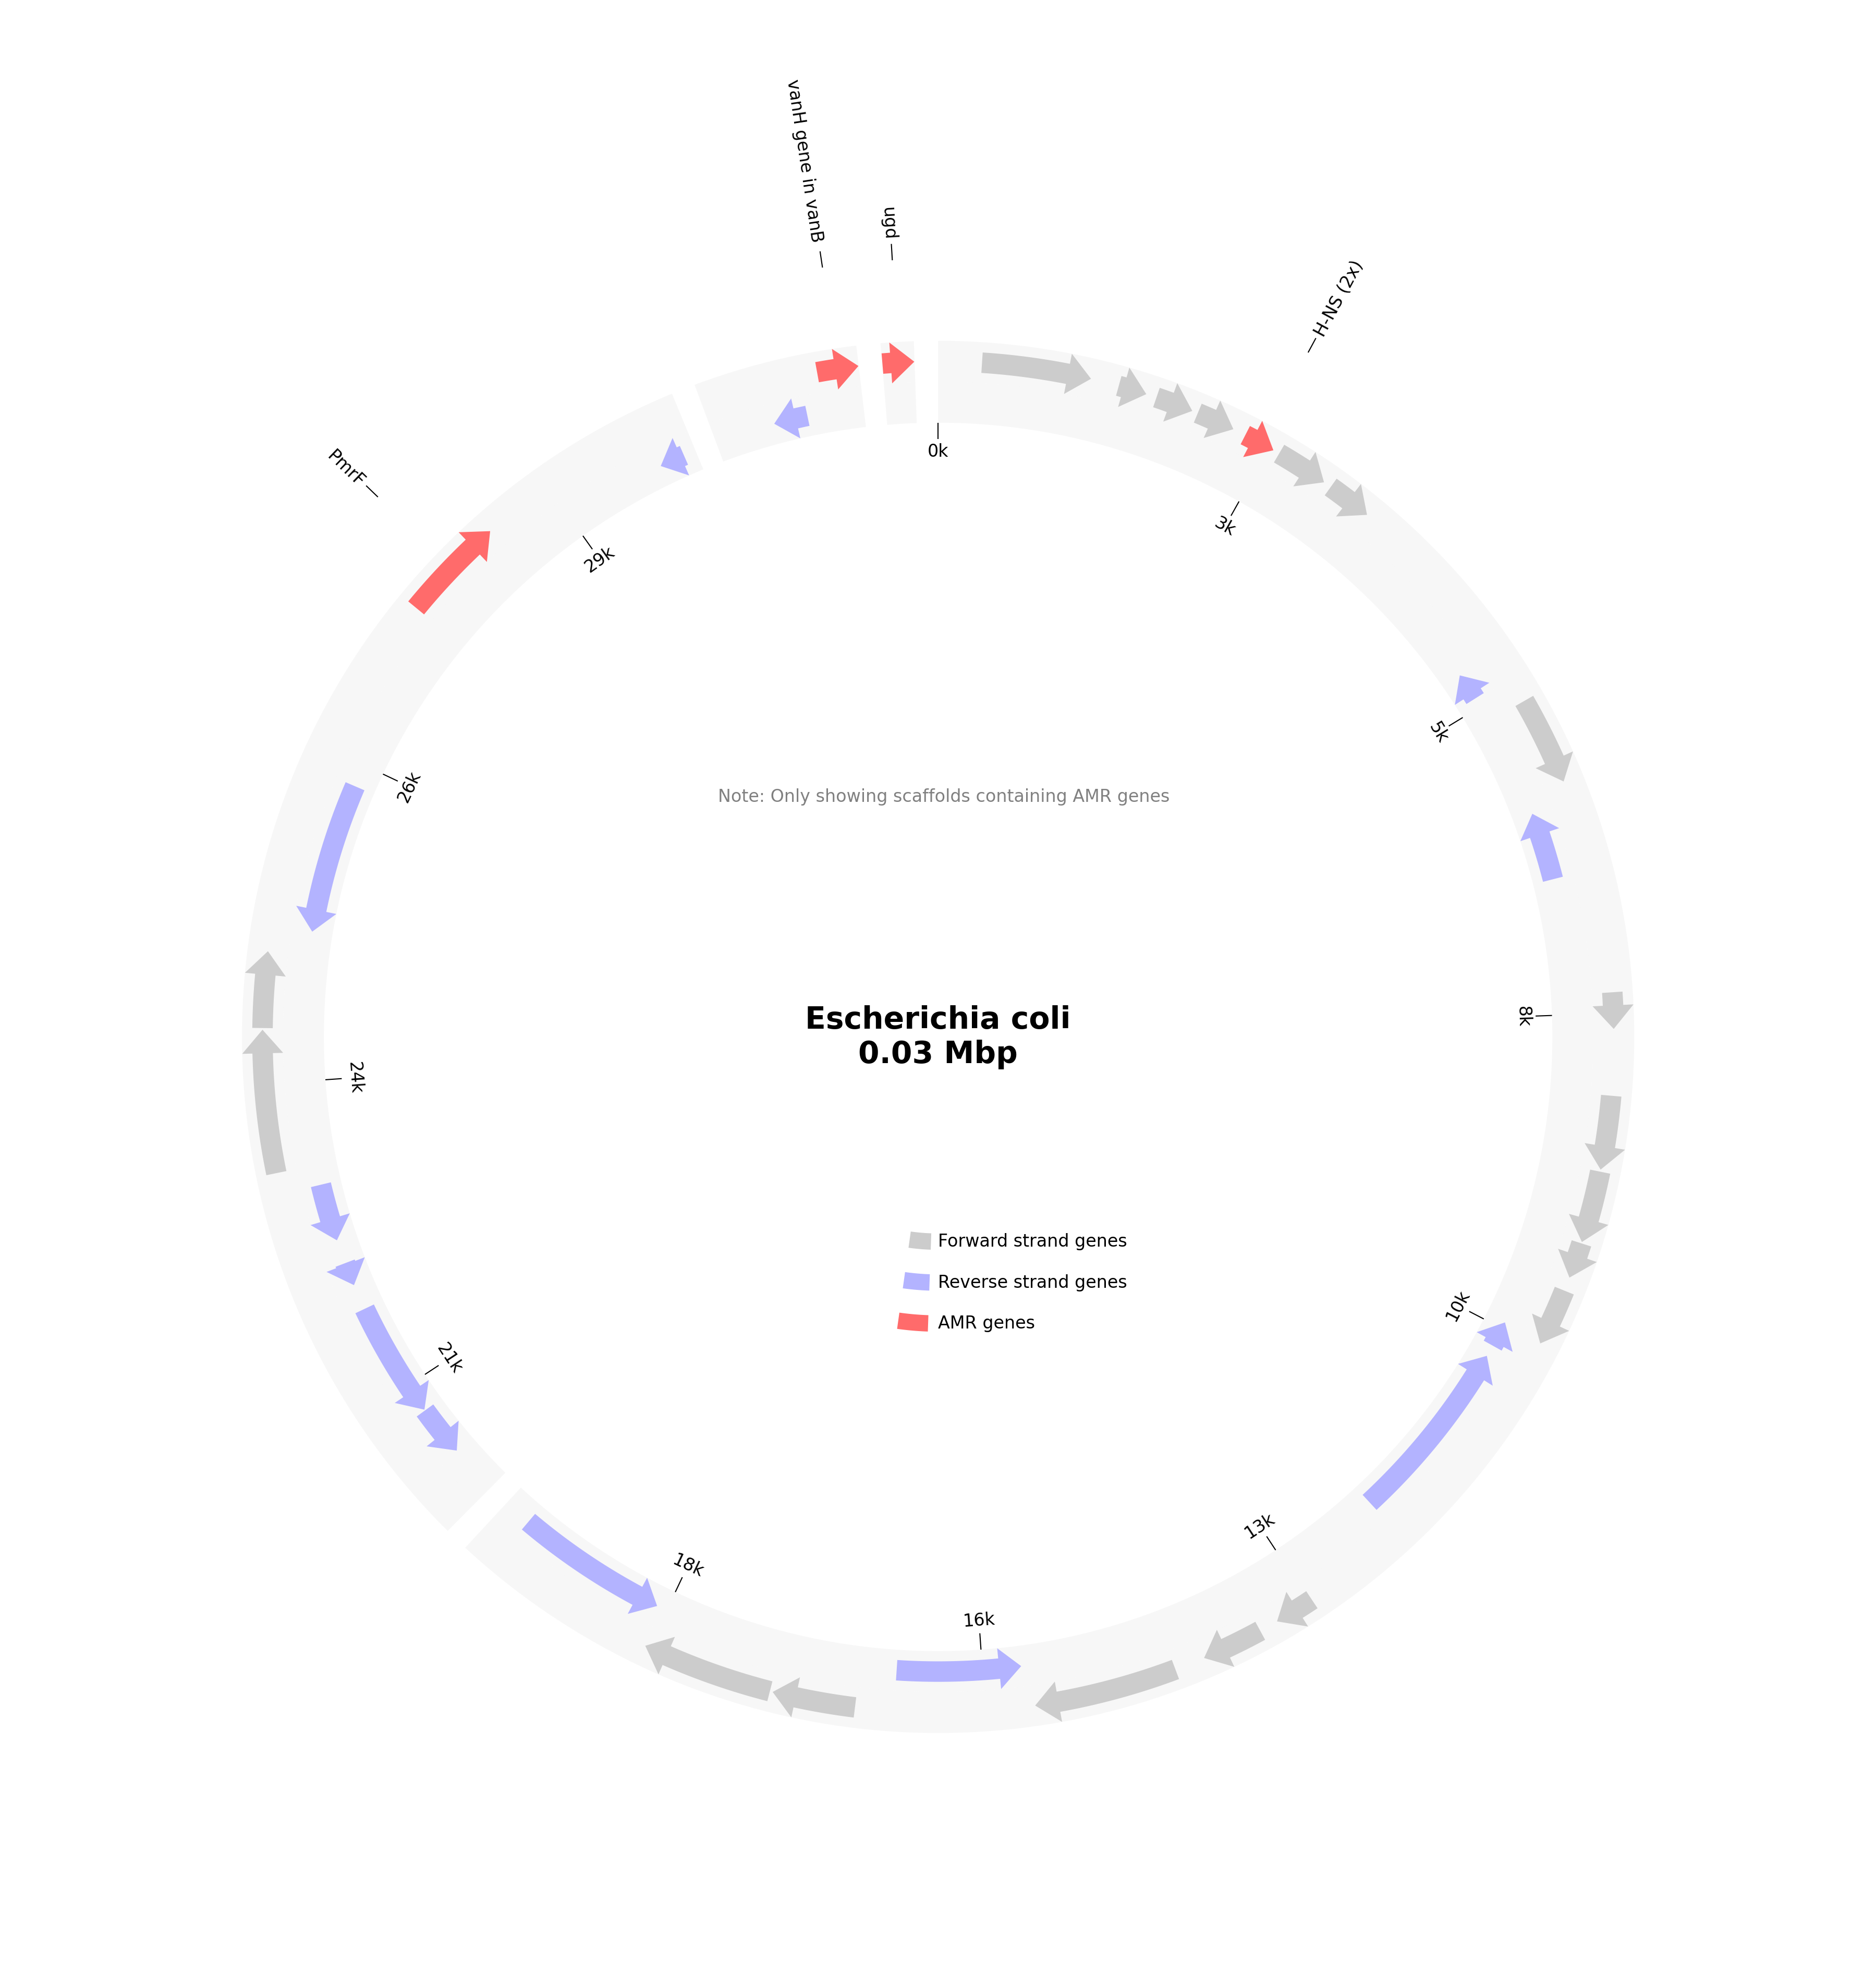 vanH gene in vanB
ugd
H-NS (2x)
PmrF
0k
3k
5k
8k
10k
13k
16k
18k
21k
24k
26k
29k
Note: Only showing scaffolds containing AMR genes
Escherichia coli
0.03 Mbp
Forward strand genes
Reverse strand genes
AMR genes